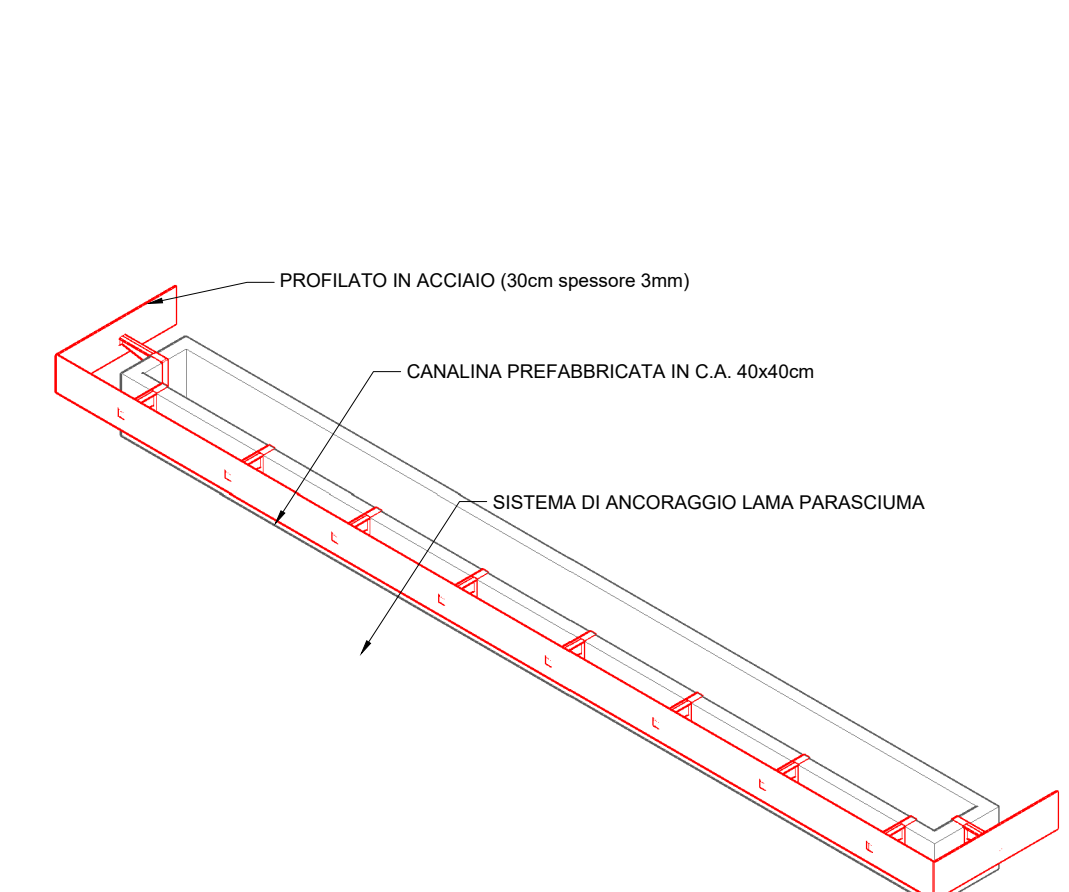 PROFILATO IN ACCIAIO (30cm spessore 3mm)
CANALINA PREFABBRICATA IN C.A. 40x40cm
SISTEMA DI ANCORAGGIO LAMA PARASCIUMA